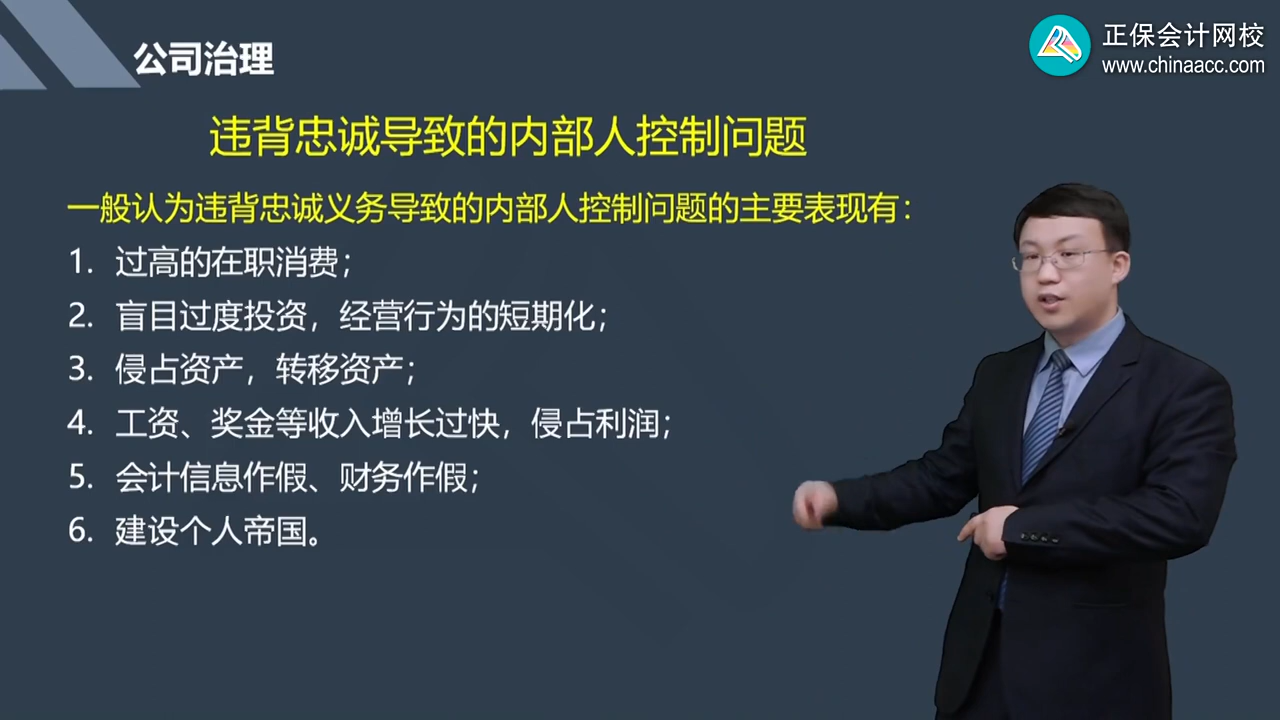 公司治理
正保会计网校
www.chinaacc.com
违背忠诚导致的内部人控制问题
一般认为违背忠诚义务导致的内部人控制问题的主要表现有：
1. 过高的在职消费；
2. 盲目过度投资，经营行为的短期化；
3. 侵占资产，转移资产；
4. 工资、奖金等收入增长过快，侵占利润；
5. 会计信息作假、财务作假；
6. 建设个人帝国。